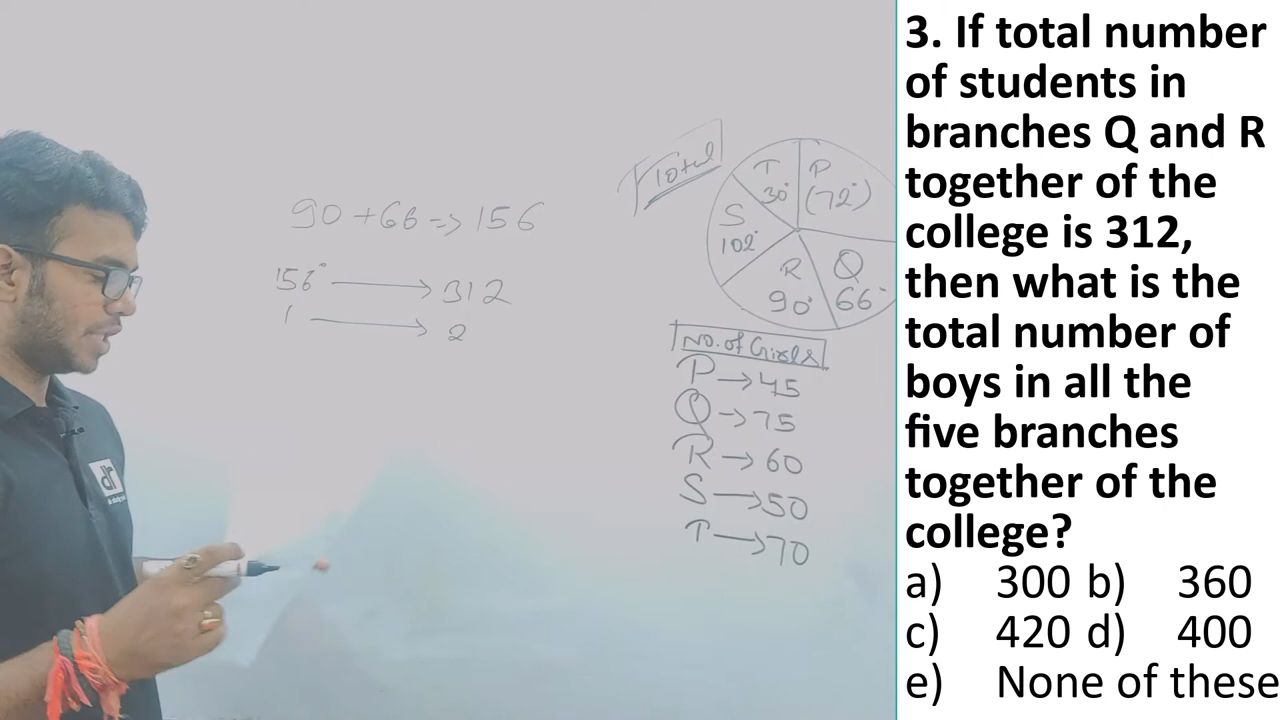 90 + 66 => 156
156° → 312
1 → 2
Total
T
30°
P
(72°)
S
102°
R
90°
Q
66°
No. of Girls
P → 45
Q → 75
R → 60
S → 50
T → 70
dr
3. If total number
of students in
branches Q and R
together of the
college is 312,
then what is the
total number of
boys in all the
five branches
together of the
college?
a) 300 b) 360
c) 420 d) 400
e) None of these